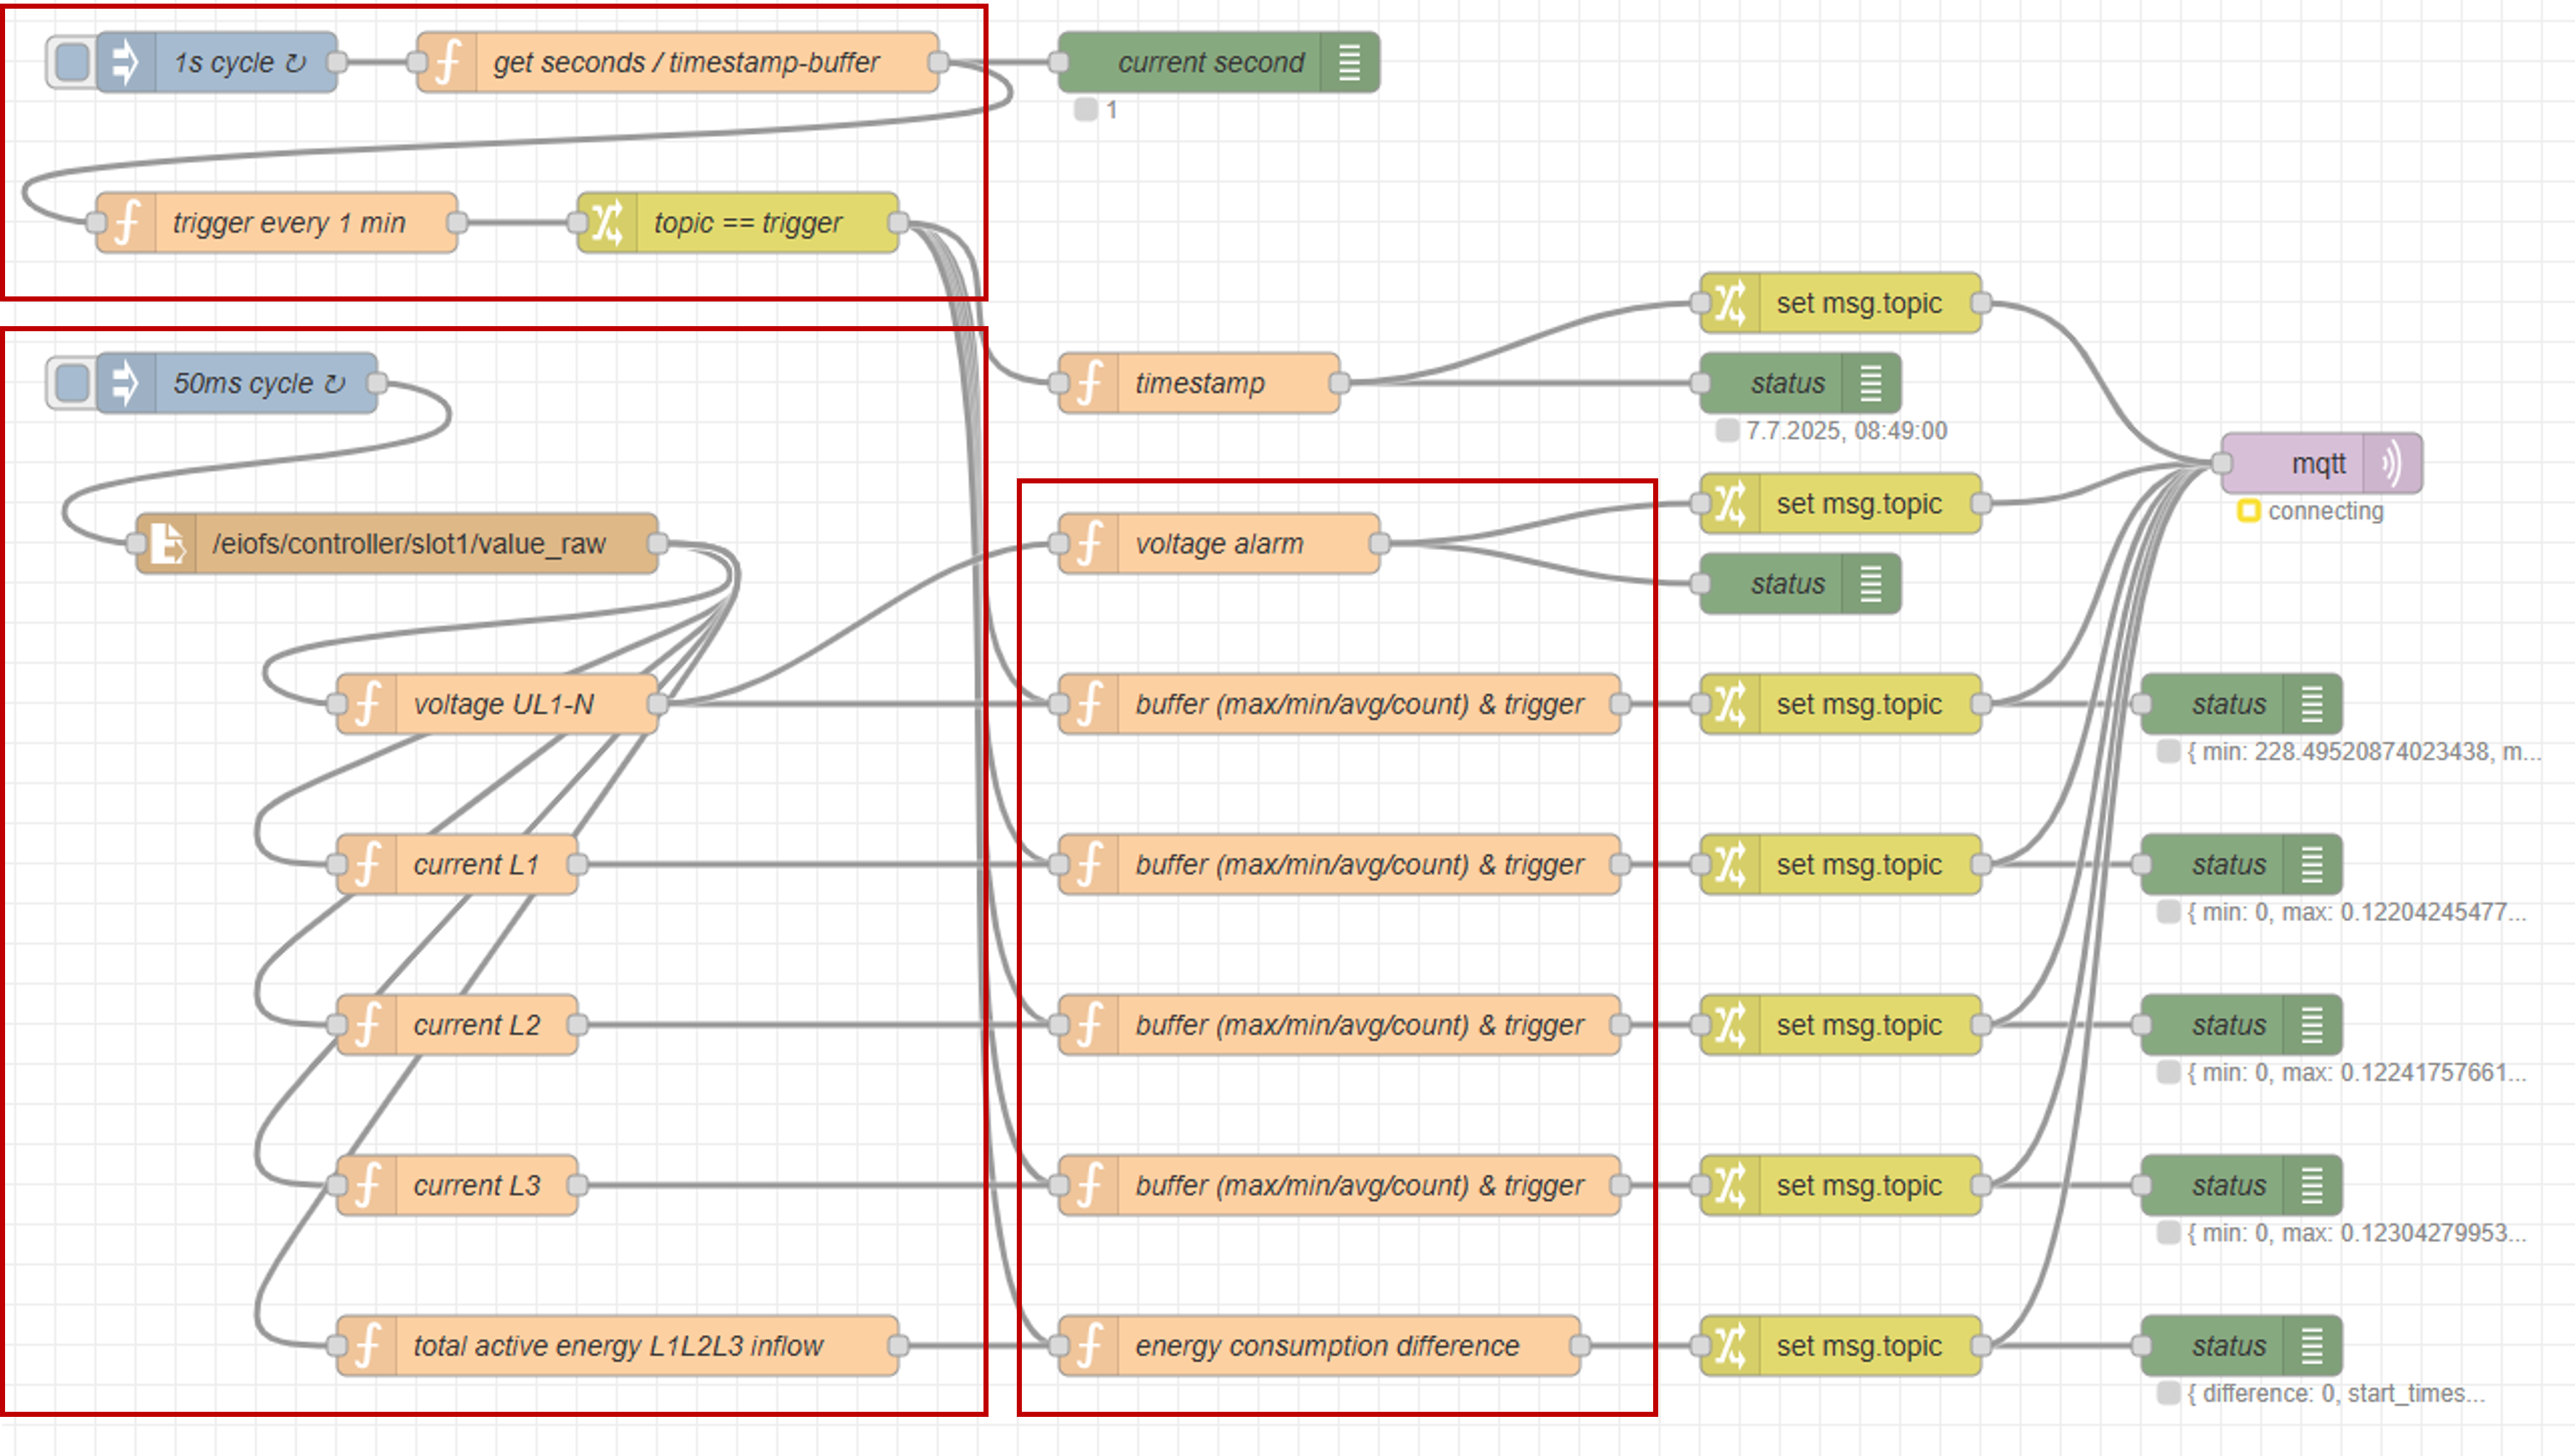 1s cycle ↻
get seconds / timestamp-buffer
current second
1
trigger every 1 min
topic == trigger
set msg.topic
50ms cycle ↻
timestamp
status
7.7.2025, 08:49:00
mqtt
connecting
/eiofs/controller/slot1/value_raw
voltage alarm
set msg.topic
status
voltage UL1-N
buffer (max/min/avg/count) & trigger
set msg.topic
status
{ min: 228.49520874023438, m...
current L1
buffer (max/min/avg/count) & trigger
set msg.topic
status
{ min: 0, max: 0.12204245477...
current L2
buffer (max/min/avg/count) & trigger
set msg.topic
status
{ min: 0, max: 0.12241757661...
current L3
buffer (max/min/avg/count) & trigger
set msg.topic
status
{ min: 0, max: 0.12304279953...
total active energy L1L2L3 inflow
energy consumption difference
set msg.topic
status
{ difference: 0, start_times...